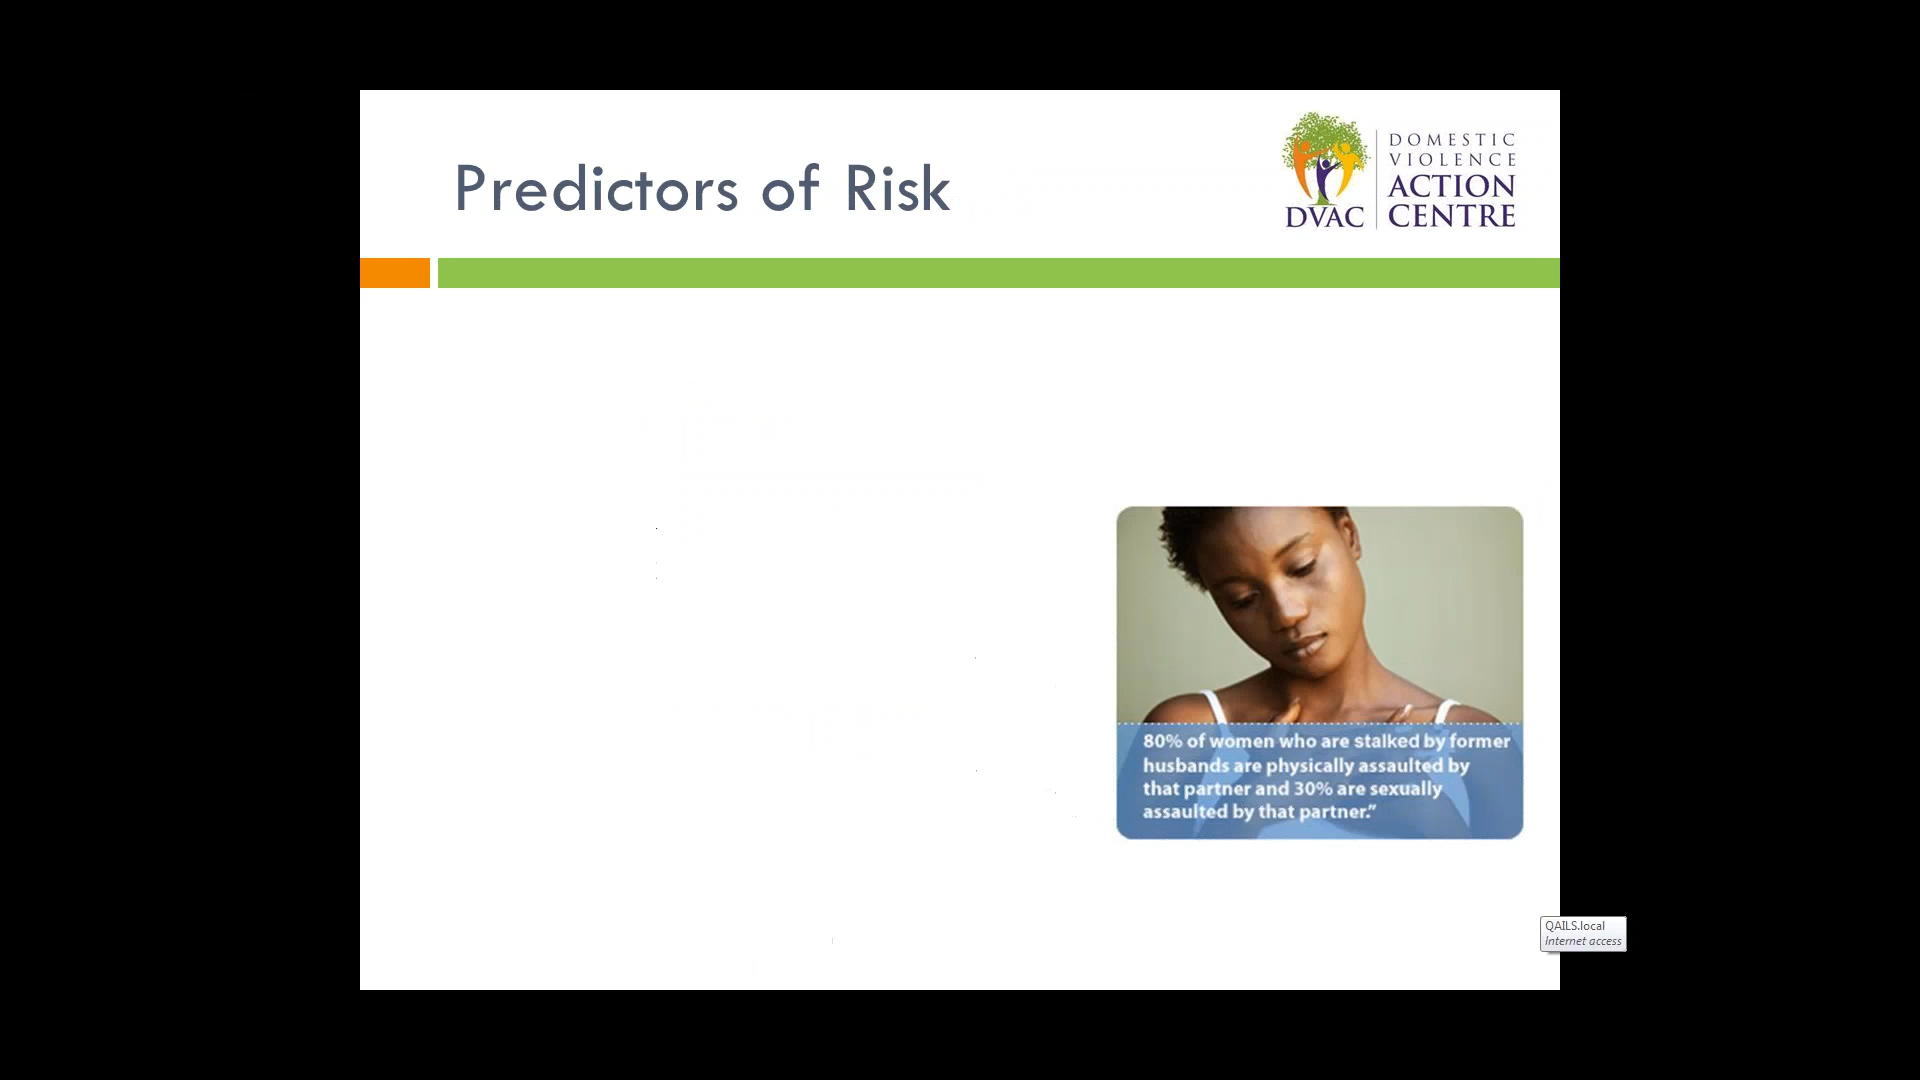 Predictors of Risk
DOMESTIC
VIOLENCE
ACTION
CENTRE
DVAC
80% of women who are stalked by former
husbands are physically assaulted by
that partner and 30% are sexually
assaulted by that partner.”
QAILS.local
Internet access